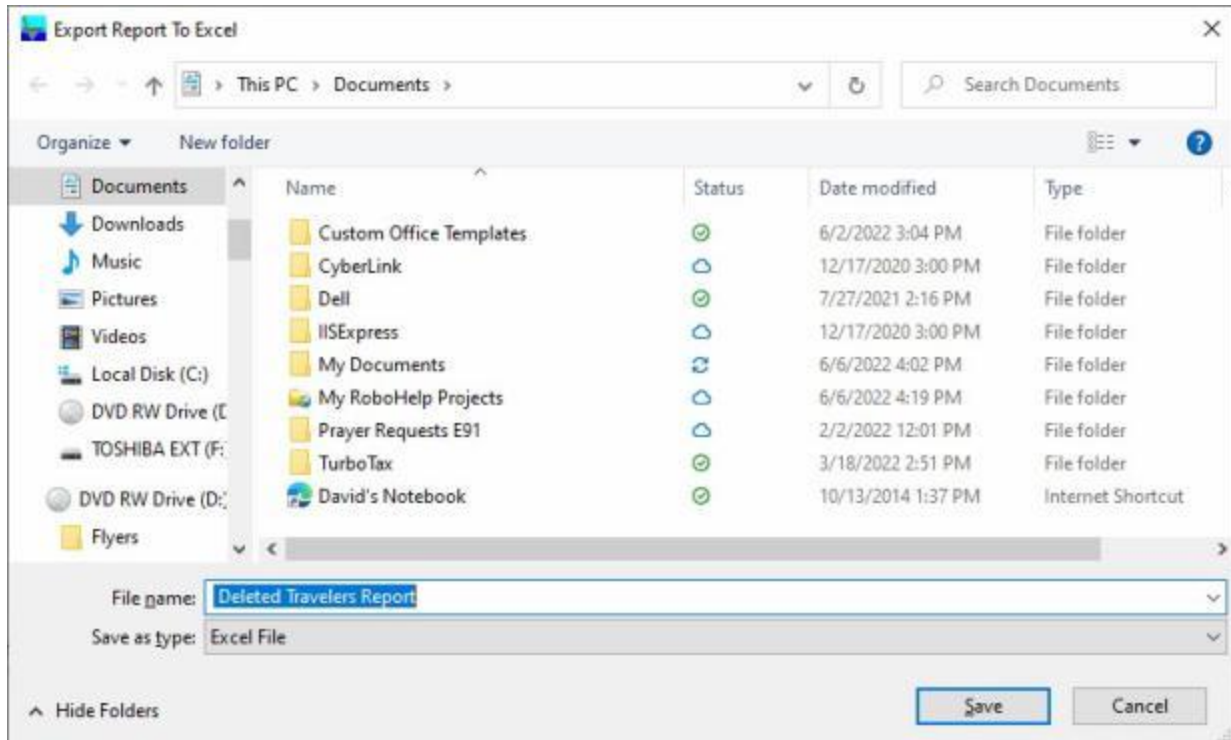 Export Report To Excel
This PC > Documents >
Search Documents
Organize
New folder
?
Documents
Downloads
Music
Pictures
Videos
Local Disk (C:)
DVD RW Drive (D
TOSHIBA EXT (F:
DVD RW Drive (D:
Flyers
Name Status Date modified Type
Custom Office Templates 6/2/2022 3:04 PM File folder
CyberLink 12/17/2020 3:00 PM File folder
Dell 7/27/2021 2:16 PM File folder
IISExpress 12/17/2020 3:00 PM File folder
My Documents 6/6/2022 4:02 PM File folder
My RoboHelp Projects 6/6/2022 4:19 PM File folder
Prayer Requests E91 2/2/2022 12:01 PM File folder
TurboTax 3/18/2022 2:51 PM File folder
David's Notebook 10/13/2014 1:37 PM Internet Shortcut
File name: Deleted Travelers Report
Save as type: Excel File
Hide Folders
Save
Cancel